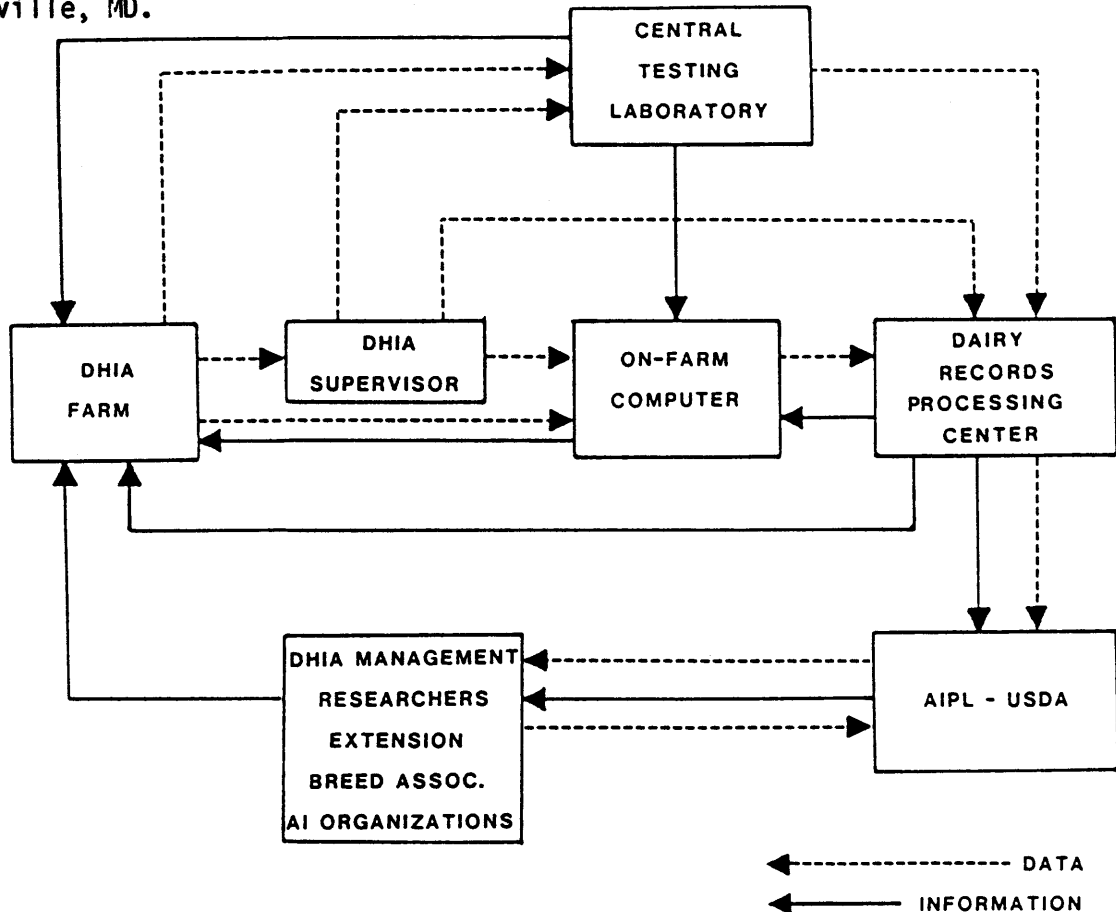 ville, MD.
CENTRAL
TESTING
LABORATORY
DHIA
FARM
DHIA
SUPERVISOR
ON-FARM
COMPUTER
DAIRY
RECORDS
PROCESSING
CENTER
DHIA MANAGEMENT
RESEARCHERS
EXTENSION
BREED ASSOC.
AI ORGANIZATIONS
AIPL - USDA
DATA
INFORMATION